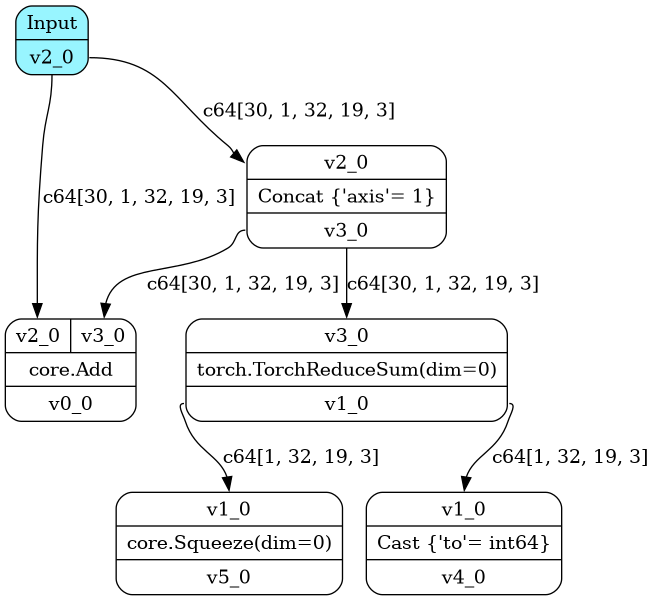 Input
v2_0
c64[30, 1, 32, 19, 3]
v2_0
c64[30, 1, 32, 19, 3]
Concat {'axis'= 1}
v3_0
c64[30, 1, 32, 19, 3]
c64[30, 1, 32, 19, 3]
v2_0
v3_0
core.Add
v0_0
v3_0
torch.TorchReduceSum(dim=0)
v1_0
c64[1, 32, 19, 3]
c64[1, 32, 19, 3]
v1_0
core.Squeeze(dim=0)
v5_0
v1_0
Cast {'to'= int64}
v4_0